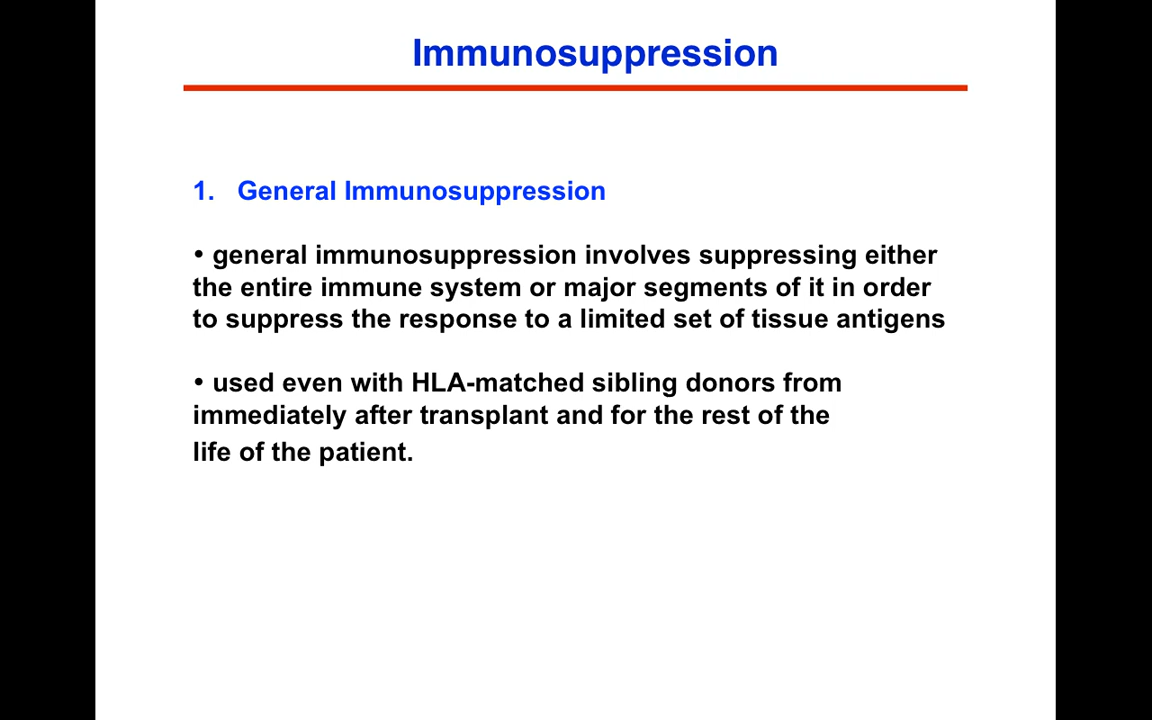 Immunosuppression
1. General Immunosuppression
• general immunosuppression involves suppressing either
the entire immune system or major segments of it in order
to suppress the response to a limited set of tissue antigens
• used even with HLA-matched sibling donors from
immediately after transplant and for the rest of the
life of the patient.